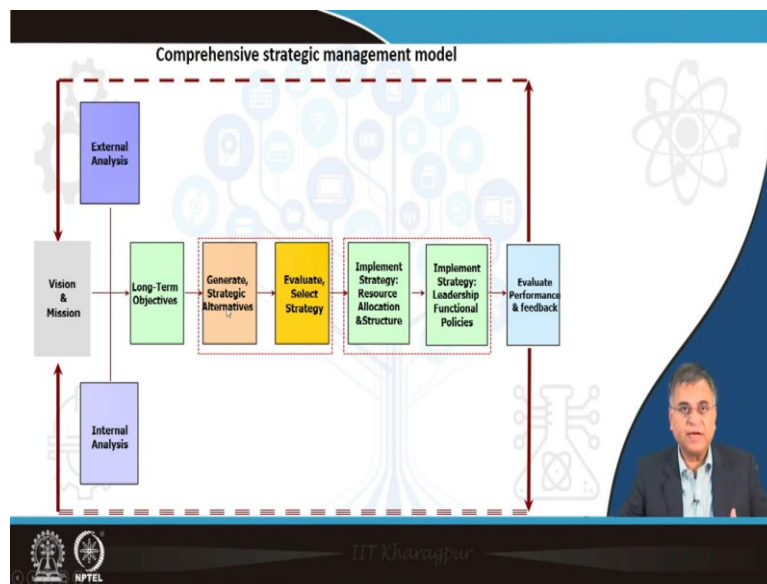 Comprehensive strategic management model
External
Analysis
Vision
&
Mission
Long-Term
Objectives
Generate,
Strategic
Alternatives
Evaluate,
Select
Strategy
Implement
Strategy:
Resource
Allocation
&Structure
Implement
Strategy:
Leadership
Functional
Policies
Evaluate
Performance
& feedback
Internal
Analysis
NPTEL
IIT Kharagpur